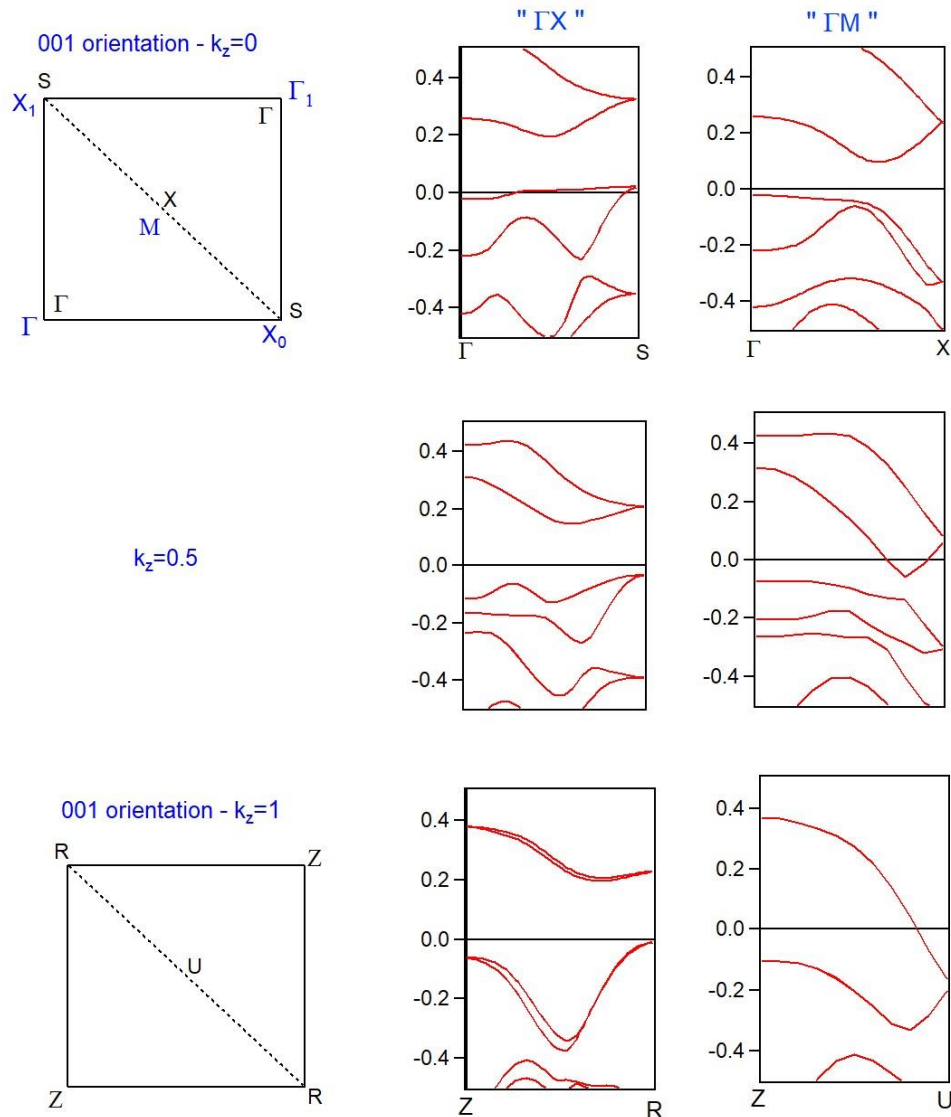 " ΓX "
" ΓM "
001 orientation - kz=0
S
X1
Γ1
Γ
X
M
Γ
Γ
S
X0
0.4
0.2
0.0
-0.2
-0.4
Γ
S
0.4
0.2
0.0
-0.2
-0.4
Γ
X
kz=0.5
0.4
0.2
0.0
-0.2
-0.4
0.4
0.2
0.0
-0.2
-0.4
001 orientation - kz=1
R
Z
U
Z
R
0.4
0.2
0.0
-0.2
-0.4
Z
R
0.4
0.2
0.0
-0.2
-0.4
Z
U